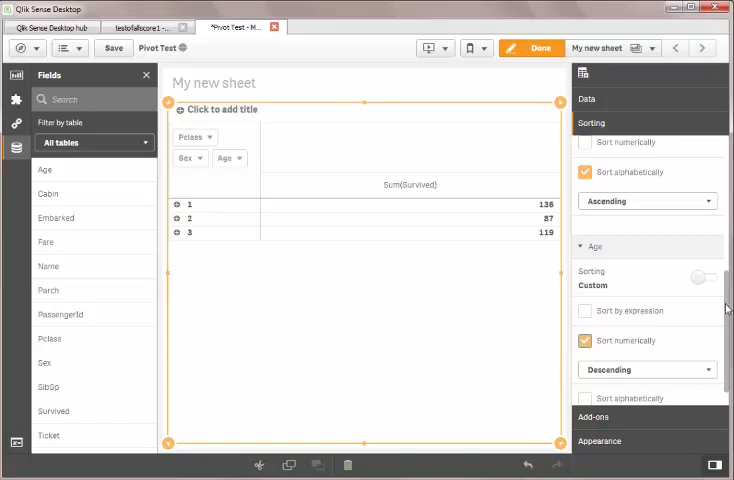 Qlik Sense Desktop
Qlik Sense Desktop hub
testofallscore1 -...
*Pivot Test - M...
Save
Pivot Test
Done
My new sheet
Fields
Search
Filter by table
All tables
Age
Cabin
Embarked
Fare
Name
Parch
PassengerId
Pclass
Sex
SibSp
Survived
Ticket
My new sheet
Click to add title
Pclass
Sex
Age
Sum(Survived)
1 136
2 87
3 119
Data
Sorting
Sort numerically
Sort alphabetically
Ascending
Age
Sorting
Custom
Sort by expression
Sort numerically
Descending
Sort alphabetically
Add-ons
Appearance